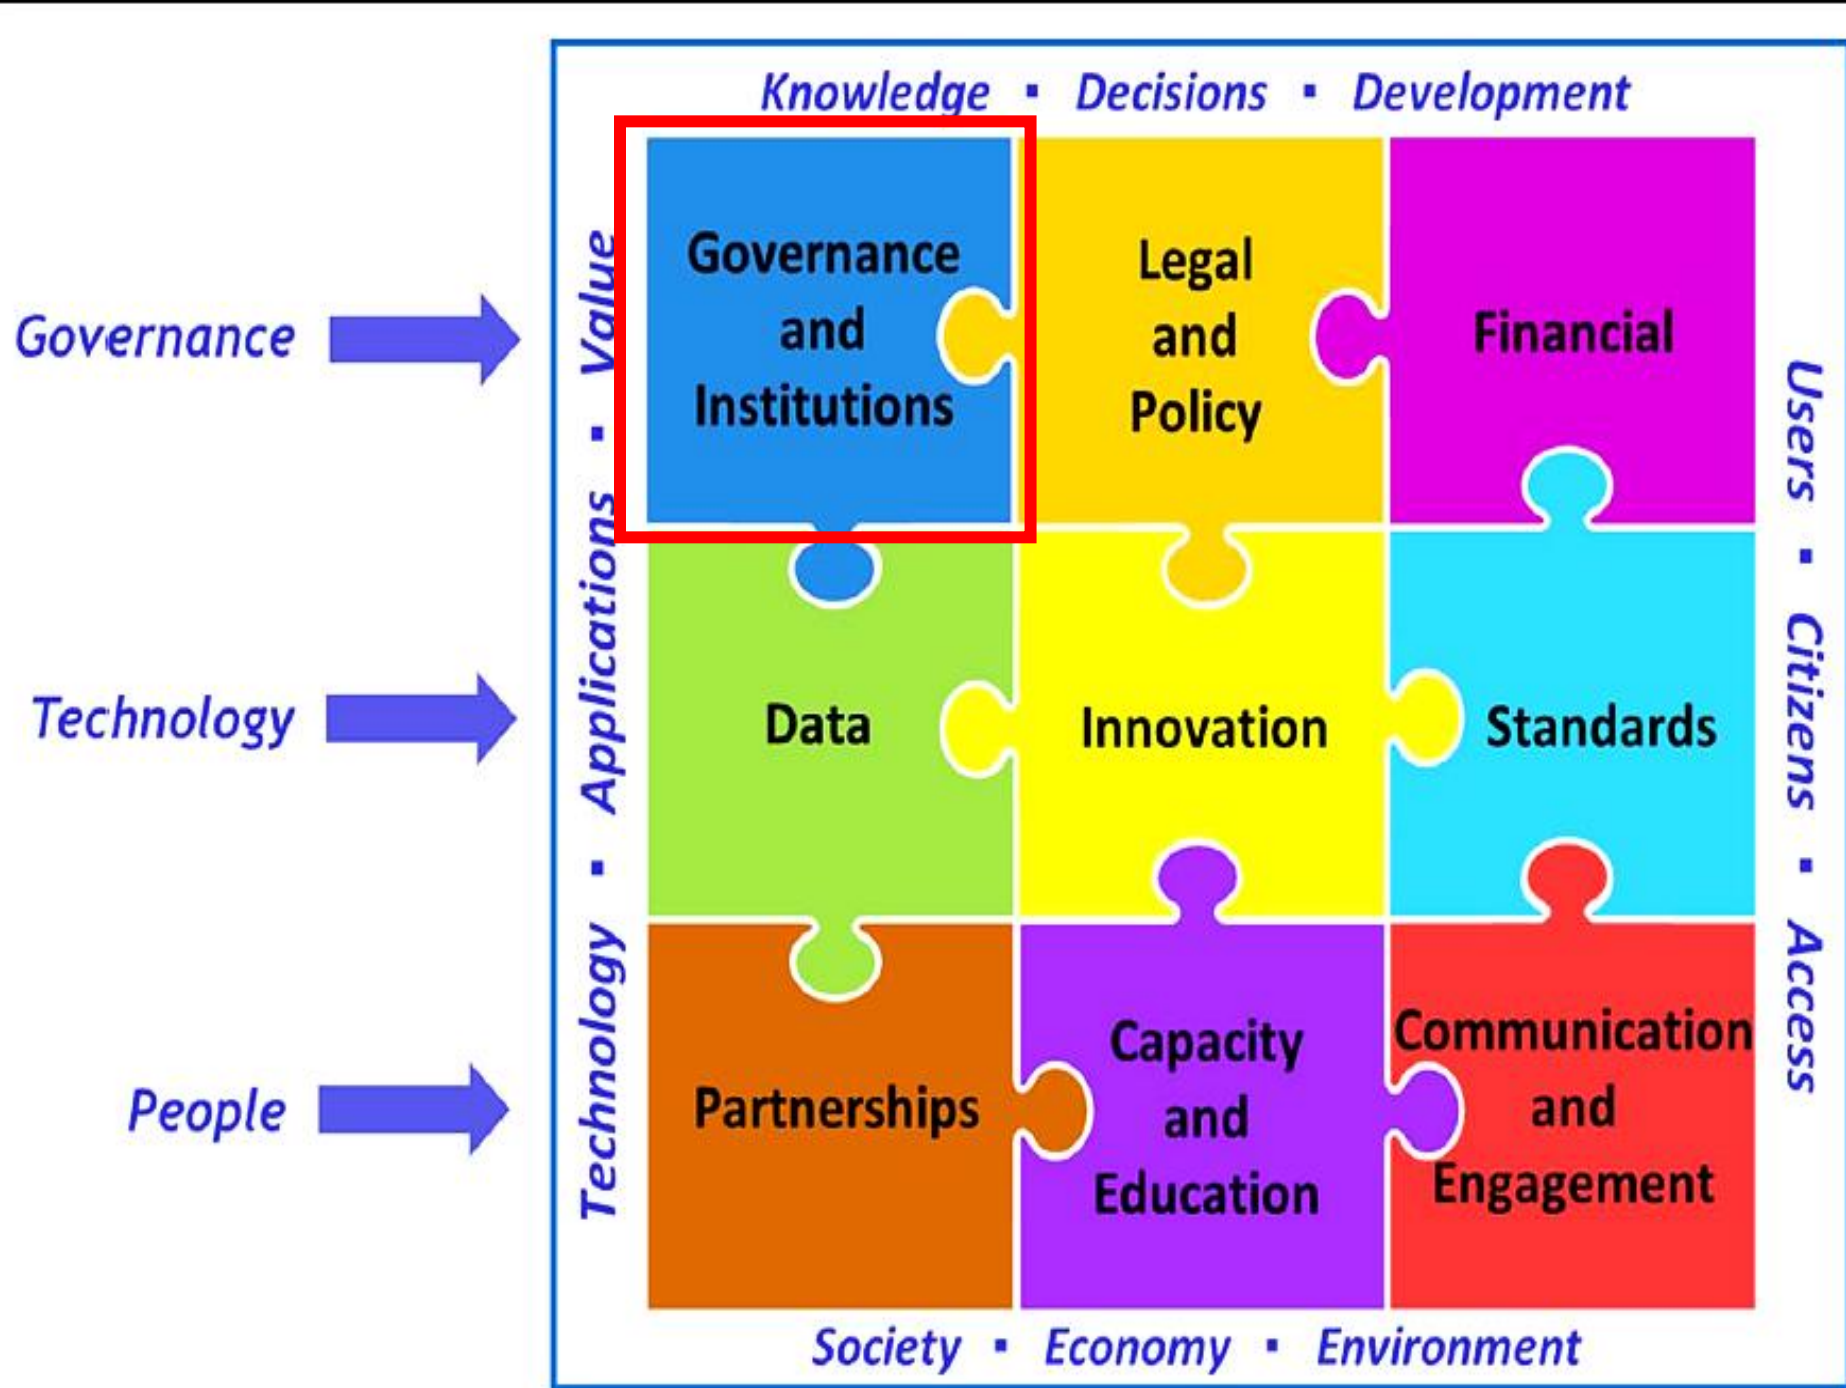 Knowledge ▪ Decisions ▪ Development
Governance
Technology
People
Technology ▪ Applications ▪ Value
Governance
and
Institutions
Legal
and
Policy
Financial
Data
Innovation
Standards
Partnerships
Capacity
and
Education
Communication
and
Engagement
Users ▪ Citizens ▪ Access
Society ▪ Economy ▪ Environment